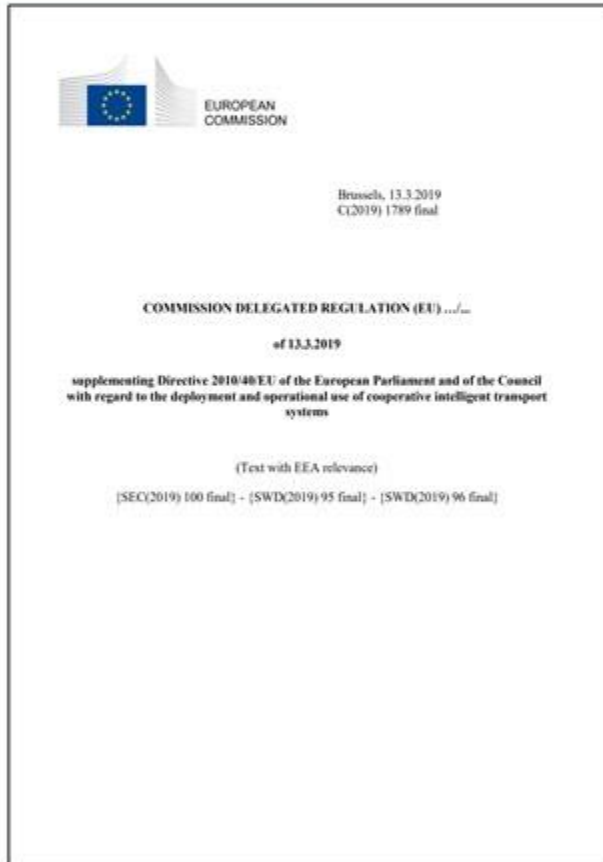 EUROPEAN
COMMISSION
Brussels, 13.3.2019
C(2019) 1789 final
COMMISSION DELEGATED REGULATION (EU) …/...
of 13.3.2019
supplementing Directive 2010/40/EU of the European Parliament and of the Council
with regard to the deployment and operational use of cooperative intelligent transport
systems
(Text with EEA relevance)
{SEC(2019) 100 final} - {SWD(2019) 95 final} - {SWD(2019) 96 final}